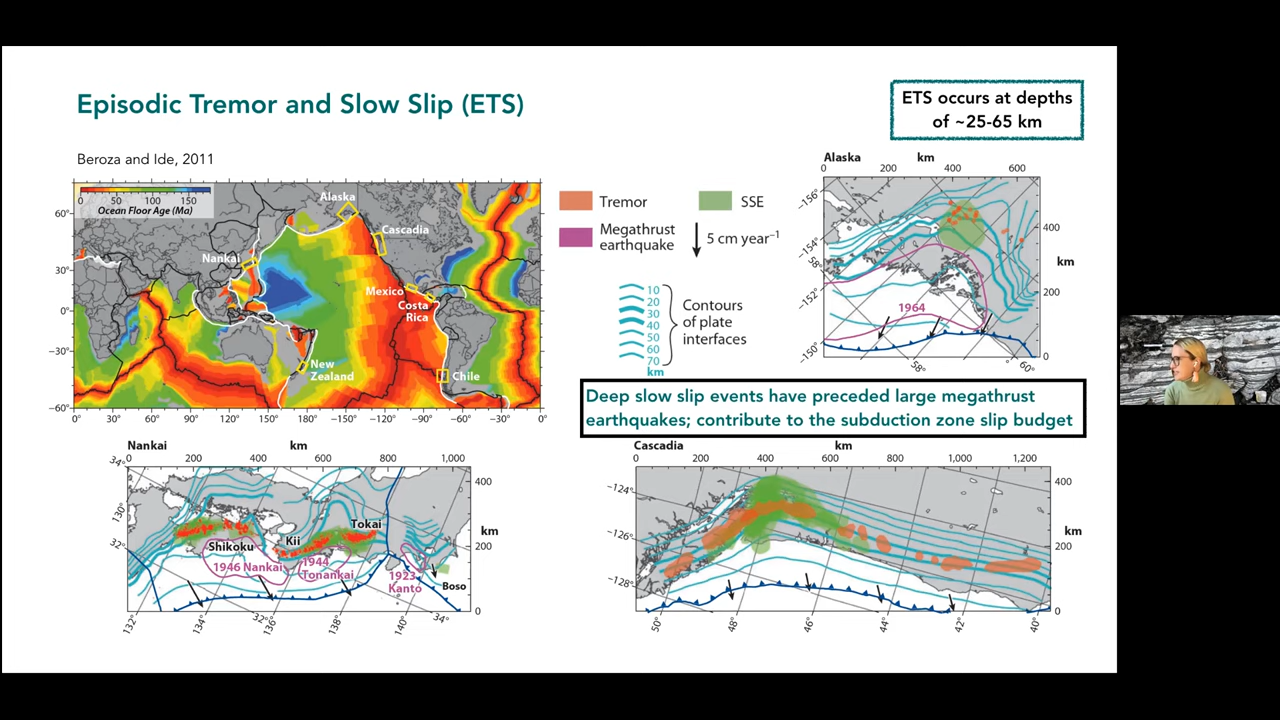 Episodic Tremor and Slow Slip (ETS)
ETS occurs at depths
of ~25-65 km
Beroza and Ide, 2011
0 50 100 150
Ocean Floor Age (Ma)
60°
30°
0°
−30°
−60°
0° 30° 60° 90° 120° 150° 180° −150° −120° −90° −60° −30° 0°
Alaska
Cascadia
Nankai
Mexico
Costa
Rica
New
Zealand
Chile
Tremor
SSE
Megathrust
earthquake
5 cm year⁻¹
10
20
30
40
50
60
70
km
Contours
of plate
interfaces
Alaska km
0 200 400 600
−156°
−154°
58°
−152°
−150°
1964
400
km
200
0
58° 60°
Deep slow slip events have preceded large megathrust
earthquakes; contribute to the subduction zone slip budget
Nankai km
0 200 400 600 800 1,000
34°
130°
32°
Shikoku
Kii
Tokai
1946 Nankai
1944
Tonankai
1923
Kanto
Boso
400
km
200
0
132° 134° 32° 136° 138° 140° 34°
Cascadia km
0 200 400 600 800 1,000 1,200
−124°
−126°
−128°
400
km
200
0
50° 48° 46° 44° 42° 40°